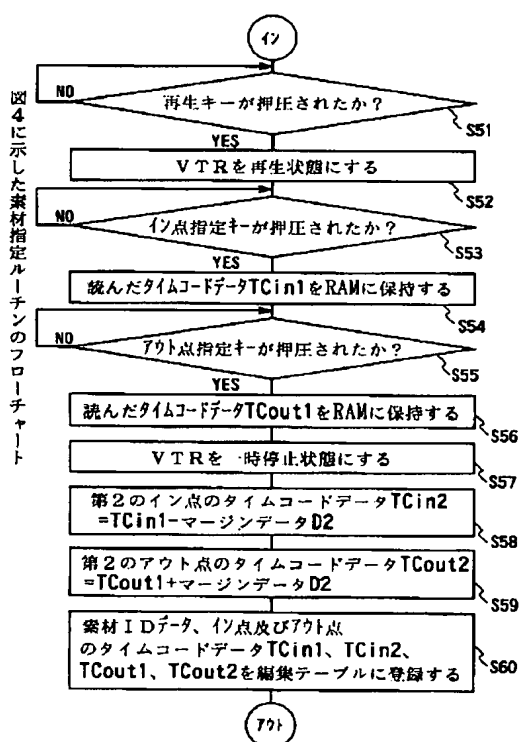 図4に示した素材指定ルーチンのフローチャート
イン
再生キーが押圧されたか?
NO
S51
YES
VTRを再生状態にする
S52
イン点指定キーが押圧されたか?
NO
S53
YES
読んだタイムコードデータTCin1をRAMに保持する
S54
アウト点指定キーが押圧されたか?
NO
S55
YES
読んだタイムコードデータTCout1をRAMに保持する
S56
VTRを一時停止状態にする
S57
第2のイン点のタイムコードデータTCin2
=TCin1-マージンデータD2
S58
第2のアウト点のタイムコードデータTCout2
=TCout1+マージンデータD2
S59
素材IDデータ、イン点及びアウト点
のタイムコードデータTCin1、TCin2、
TCout1、TCout2を編集テーブルに登録する
S60
アウト